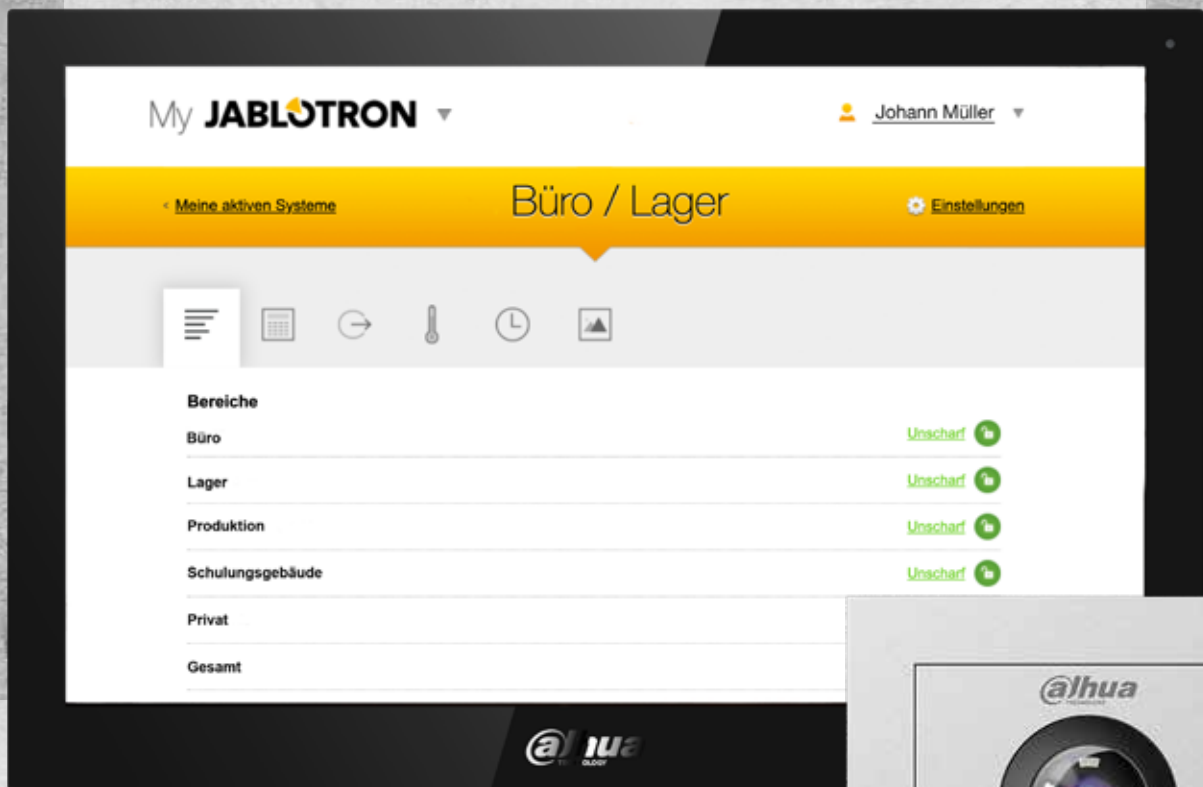 My JABLOTRON
Johann Müller
< Meine aktiven Systeme
Büro / Lager
Einstellungen
Bereiche
Büro
Unscharf
Lager
Unscharf
Produktion
Unscharf
Schulungsgebäude
Unscharf
Privat
Gesamt
alhua
TECHNOLOGY